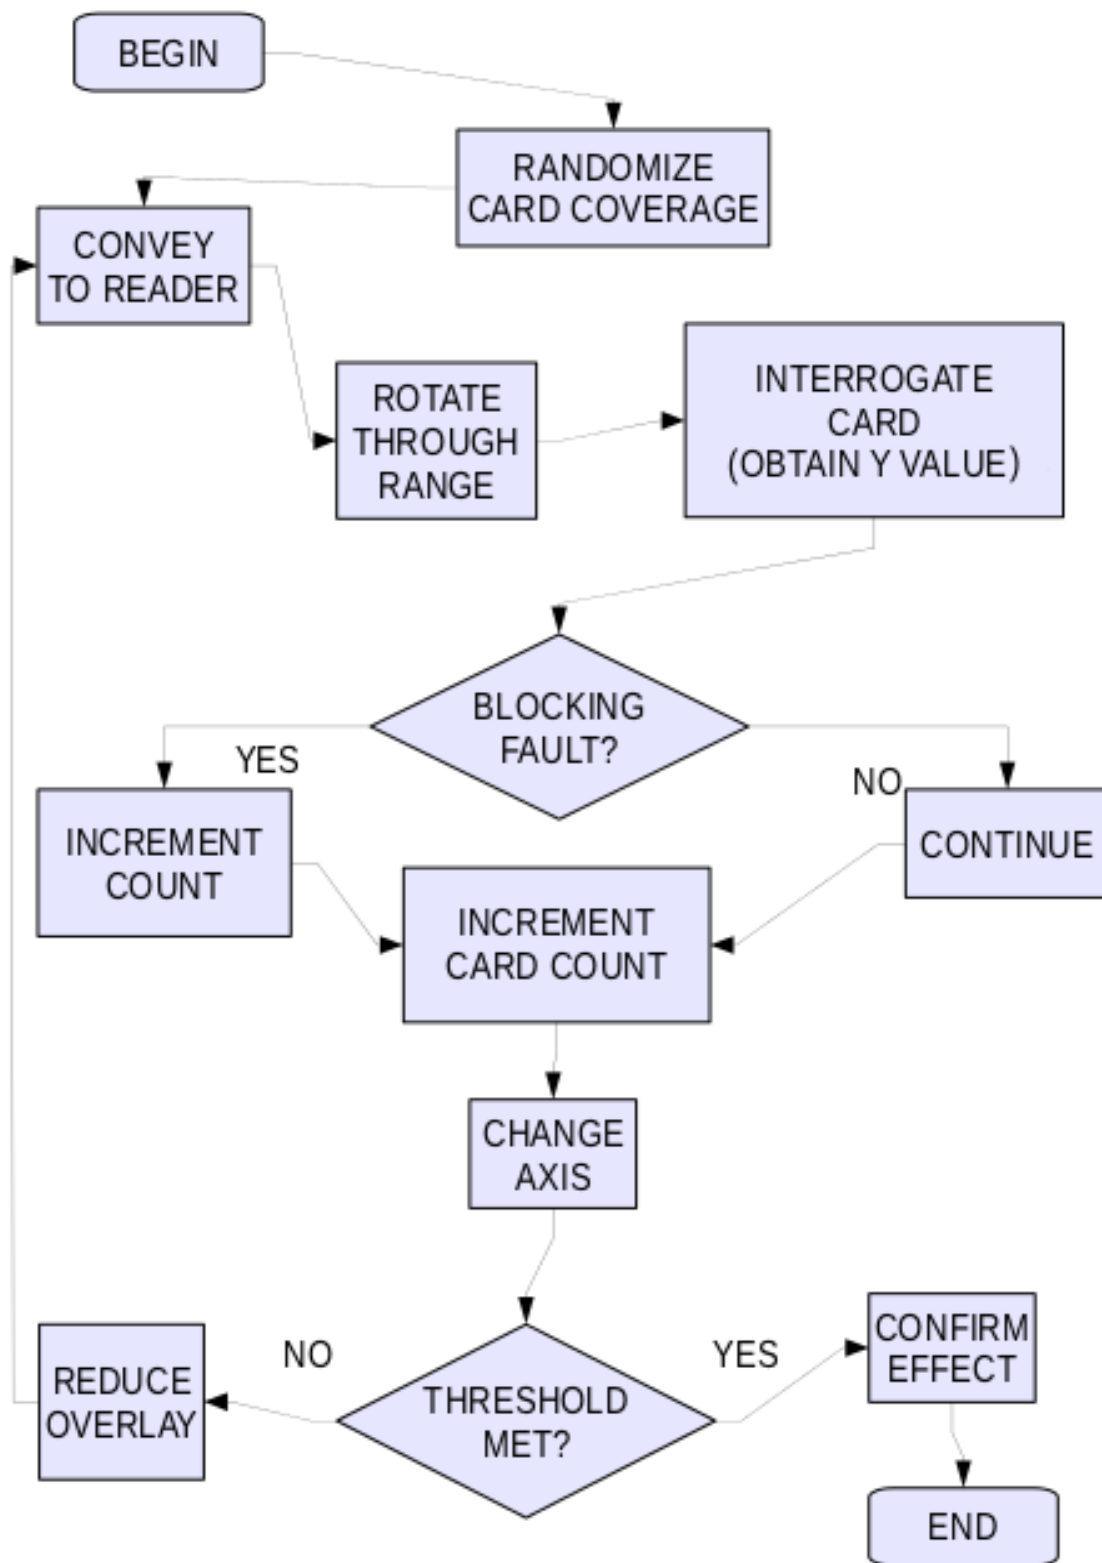 BEGIN
RANDOMIZE
CARD COVERAGE
CONVEY
TO READER
ROTATE
THROUGH
RANGE
INTERROGATE
CARD
(OBTAIN Y VALUE)
BLOCKING
FAULT?
YES
NO
INCREMENT
COUNT
CONTINUE
INCREMENT
CARD COUNT
CHANGE
AXIS
THRESHOLD
MET?
NO
YES
REDUCE
OVERLAY
CONFIRM
EFFECT
END